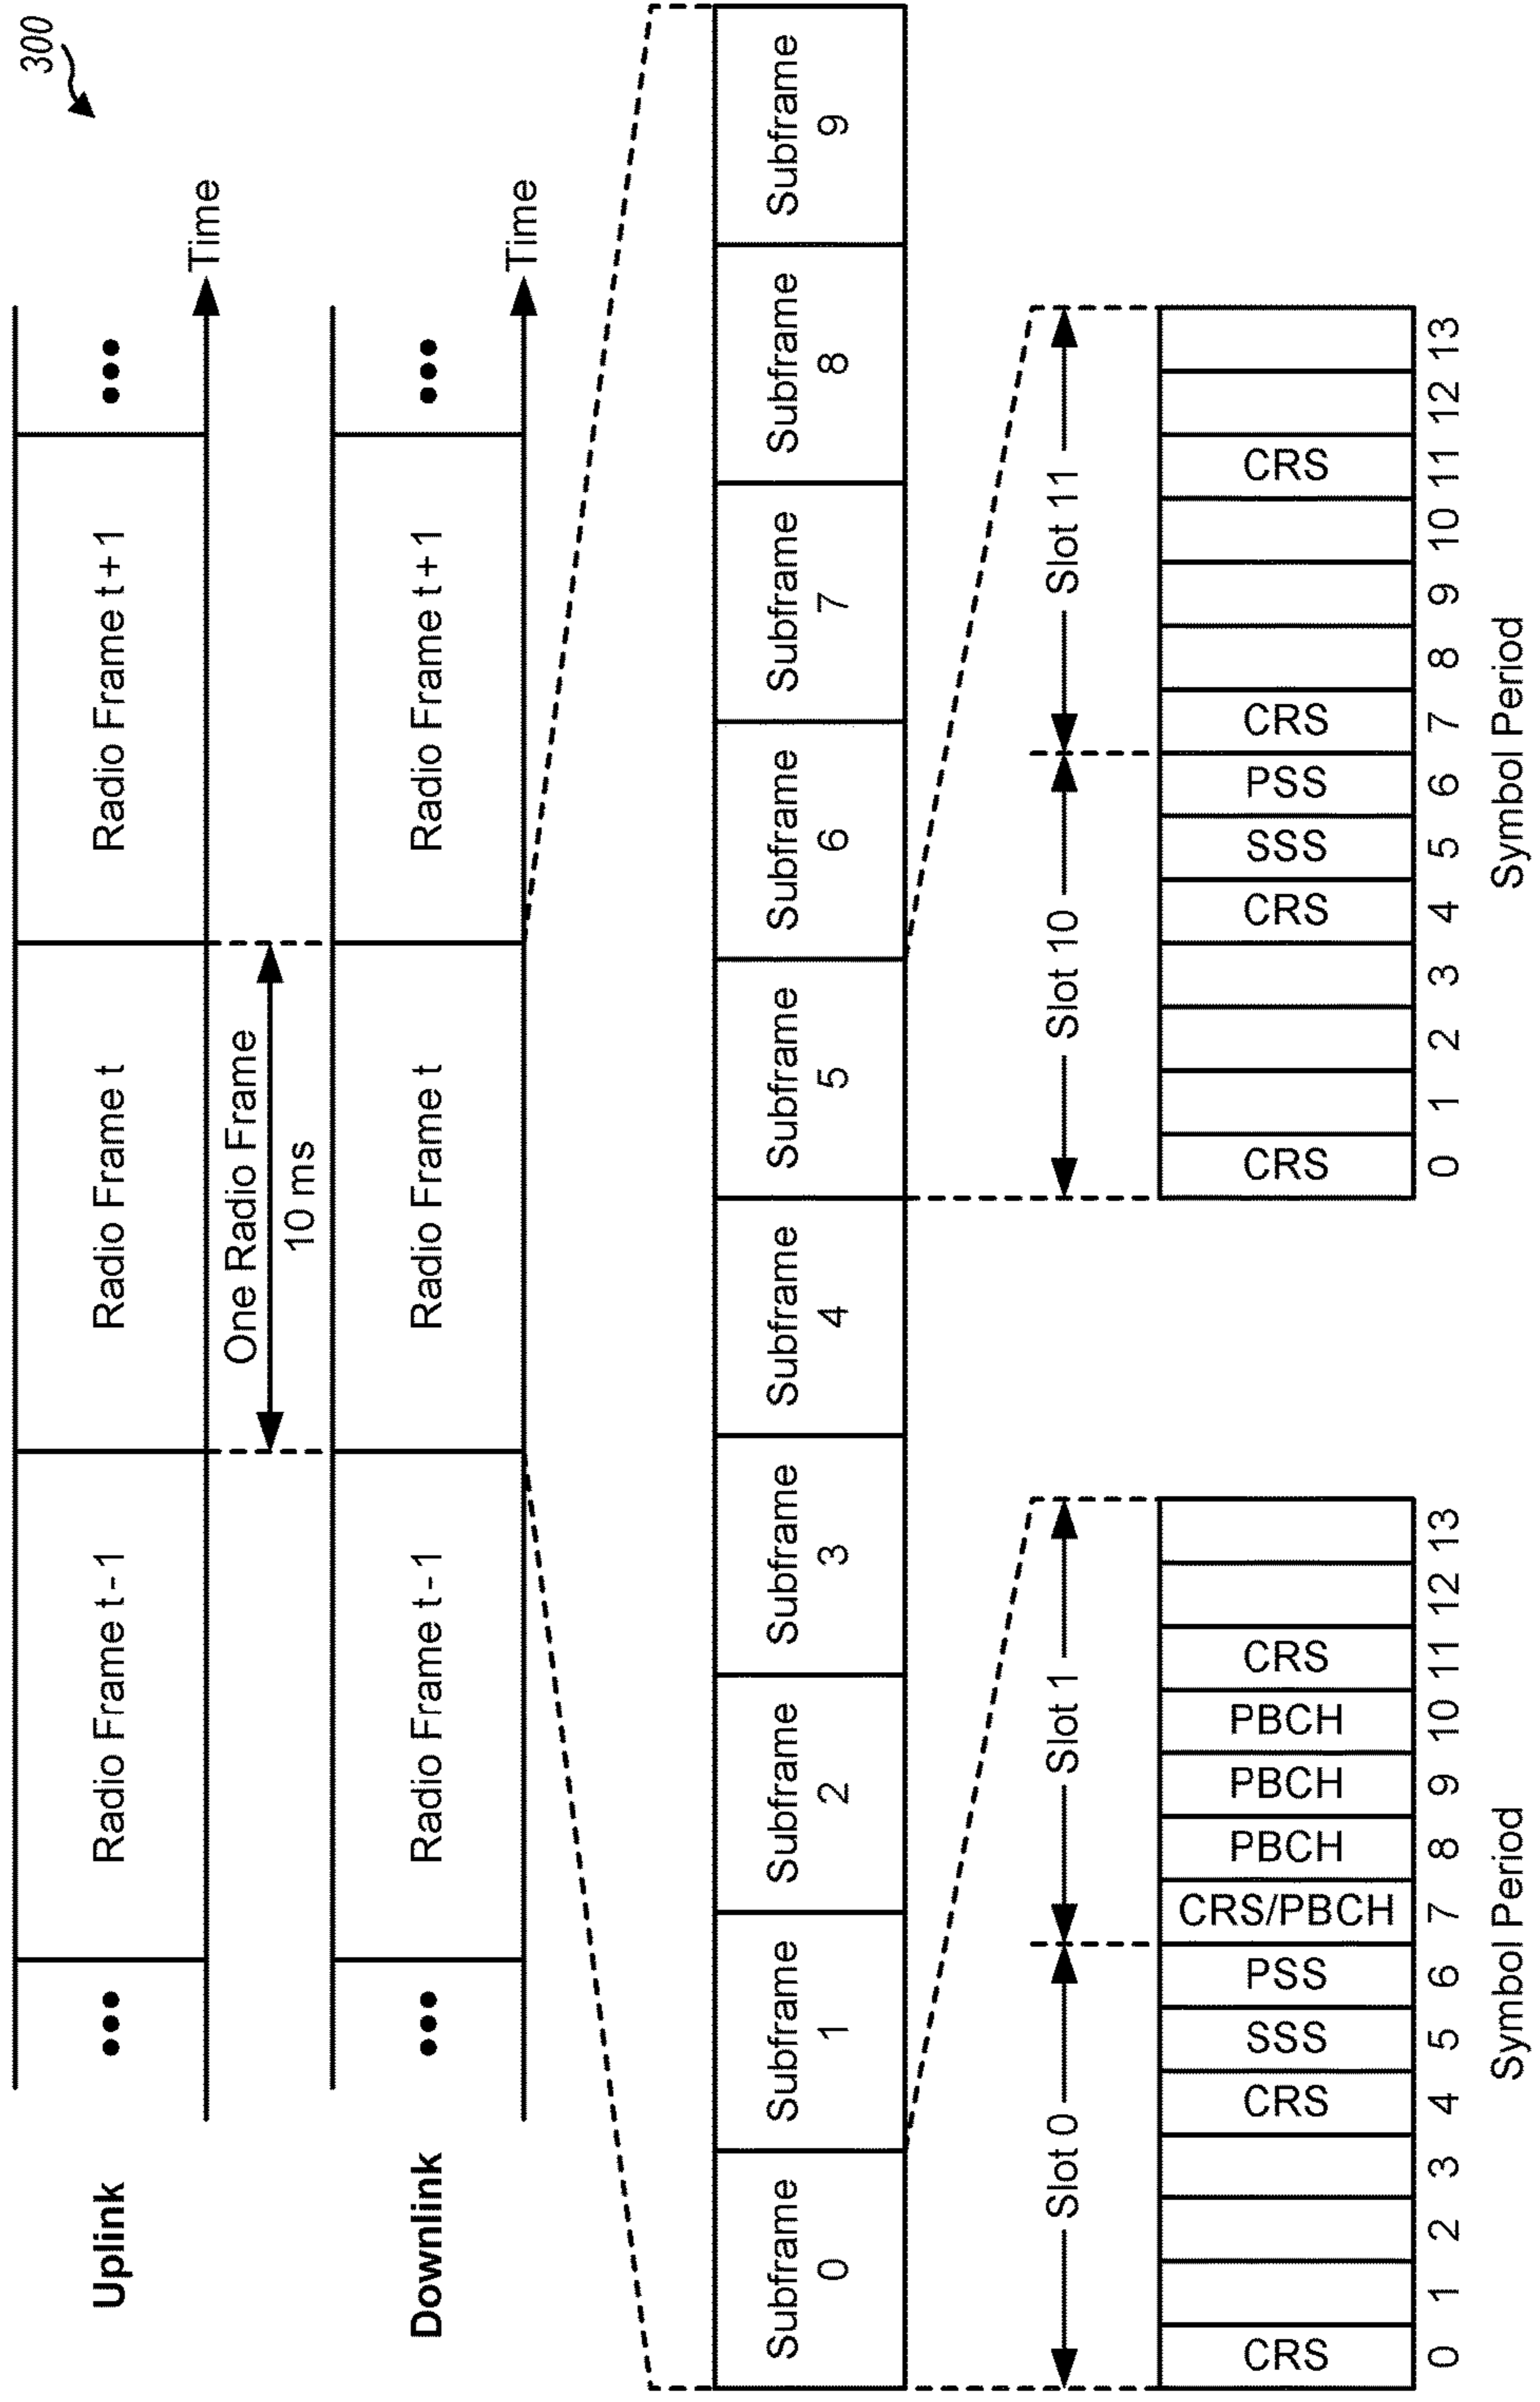 300
Uplink
••• Radio Frame t-1 Radio Frame t Radio Frame t+1 •••
Time
One Radio Frame
10 ms
Downlink
••• Radio Frame t-1 Radio Frame t Radio Frame t+1 •••
Time
Subframe Subframe Subframe Subframe Subframe Subframe Subframe Subframe Subframe Subframe
0 1 2 3 4 5 6 7 8 9
Slot 0 Slot 1
CRS CRS SSS PSS CRS/PBCH PBCH PBCH PBCH CRS
0 1 2 3 4 5 6 7 8 9 10 11 12 13
Symbol Period
Slot 10 Slot 11
CRS CRS SSS PSS CRS CRS
0 1 2 3 4 5 6 7 8 9 10 11 12 13
Symbol Period